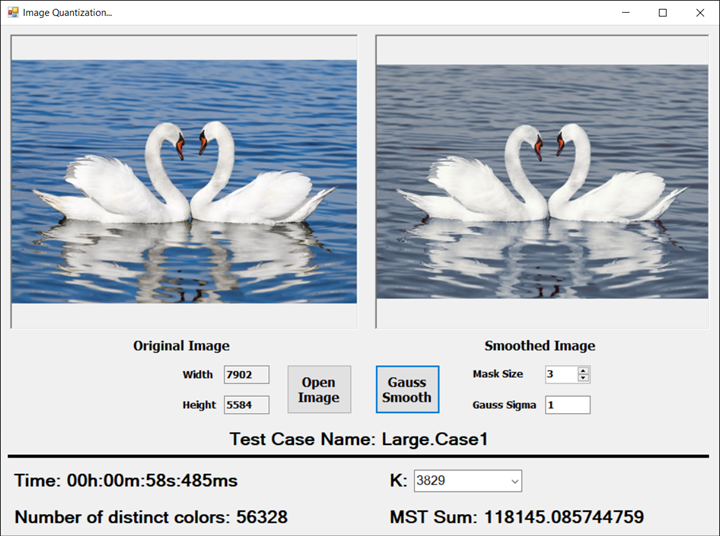 Image Quantization...
Original Image
Smoothed Image
Width 7902
Height 5584
Open
Image
Gauss
Smooth
Mask Size 3
Gauss Sigma 1
Test Case Name: Large.Case1
Time: 00h:00m:58s:485ms
K: 3829
Number of distinct colors: 56328
MST Sum: 118145.085744759